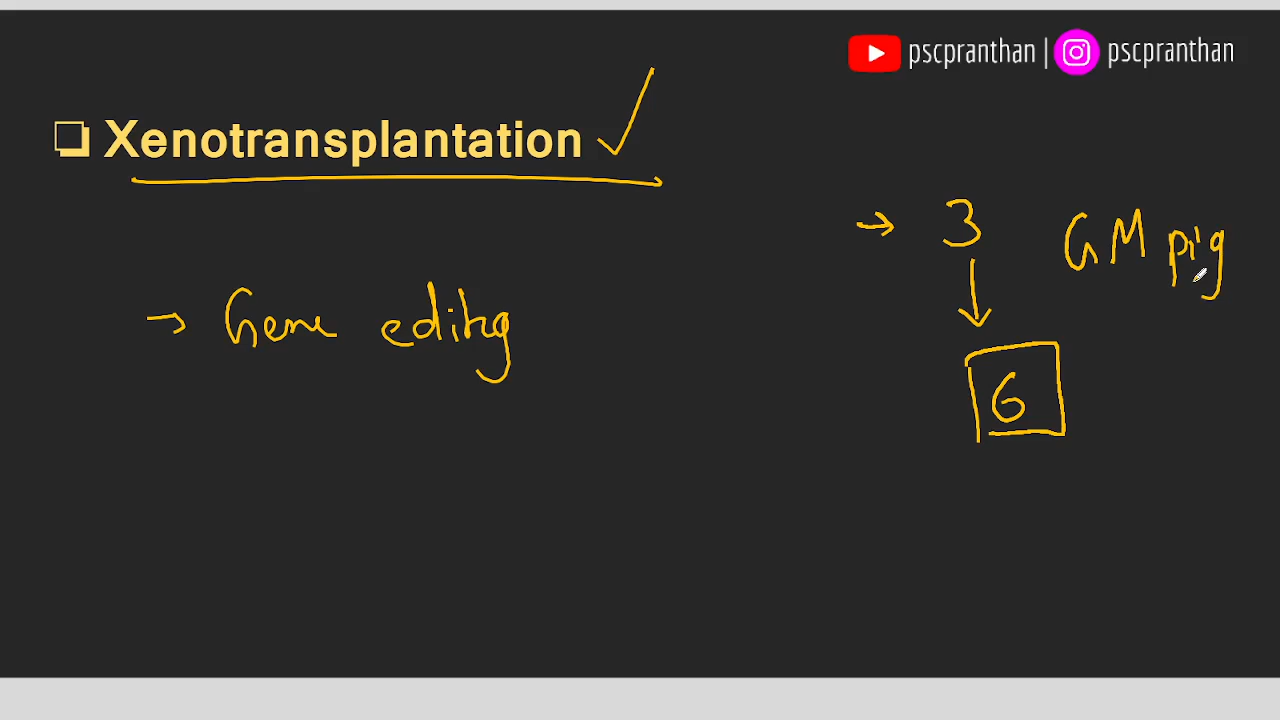 pscpranthan | pscpranthan
Xenotransplantation
→ 3 GM pig
→ Gene editing
6